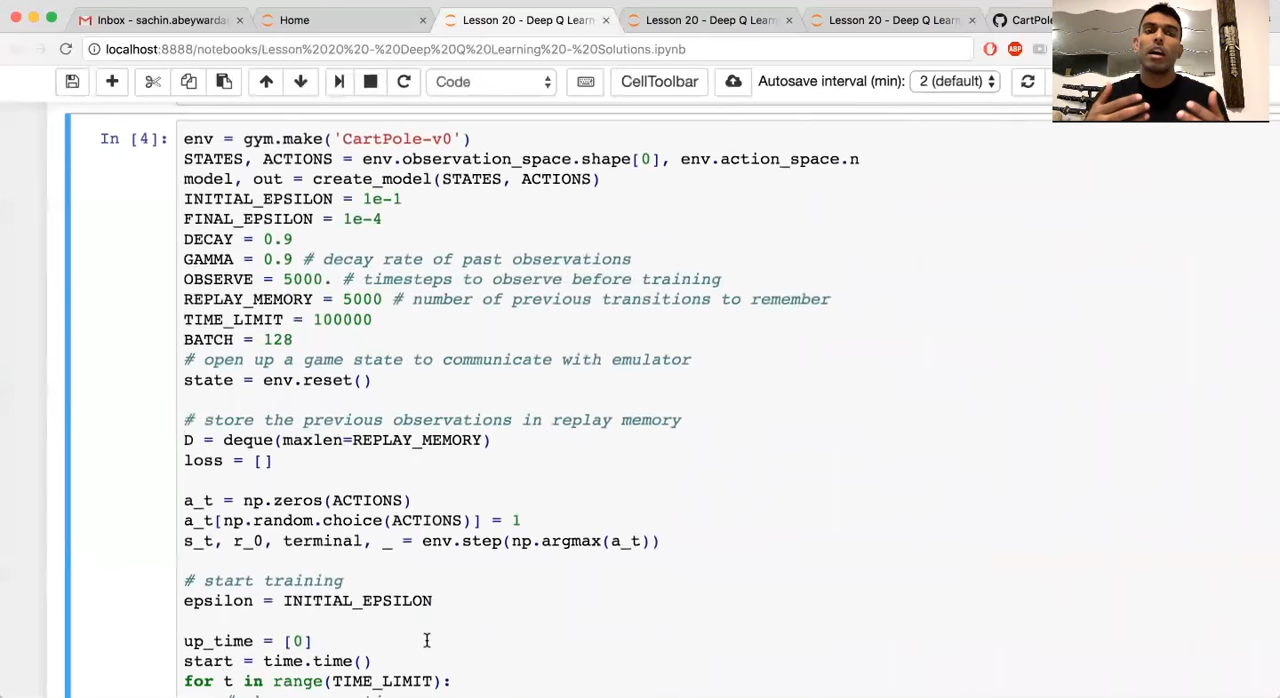 Inbox - sachin.abeywardan
Home
Lesson 20 - Deep Q Learn
Lesson 20 - Deep Q Learn
Lesson 20 - Deep Q Learn
CartPole
localhost:8888/notebooks/Lesson%2020%20-%20Deep%20Q%20Learning%20-%20Solutions.ipynb
ABP
Code
CellToolbar
Autosave interval (min):
2 (default)
In [4]:
env = gym.make('CartPole-v0')
STATES, ACTIONS = env.observation_space.shape[0], env.action_space.n
model, out = create_model(STATES, ACTIONS)
INITIAL_EPSILON = 1e-1
FINAL_EPSILON = 1e-4
DECAY = 0.9
GAMMA = 0.9 # decay rate of past observations
OBSERVE = 5000. # timesteps to observe before training
REPLAY_MEMORY = 5000 # number of previous transitions to remember
TIME_LIMIT = 100000
BATCH = 128
# open up a game state to communicate with emulator
state = env.reset()
# store the previous observations in replay memory
D = deque(maxlen=REPLAY_MEMORY)
loss = []
a_t = np.zeros(ACTIONS)
a_t[np.random.choice(ACTIONS)] = 1
s_t, r_0, terminal, _ = env.step(np.argmax(a_t))
# start training
epsilon = INITIAL_EPSILON
up_time = [0]
start = time.time()
for t in range(TIME_LIMIT):